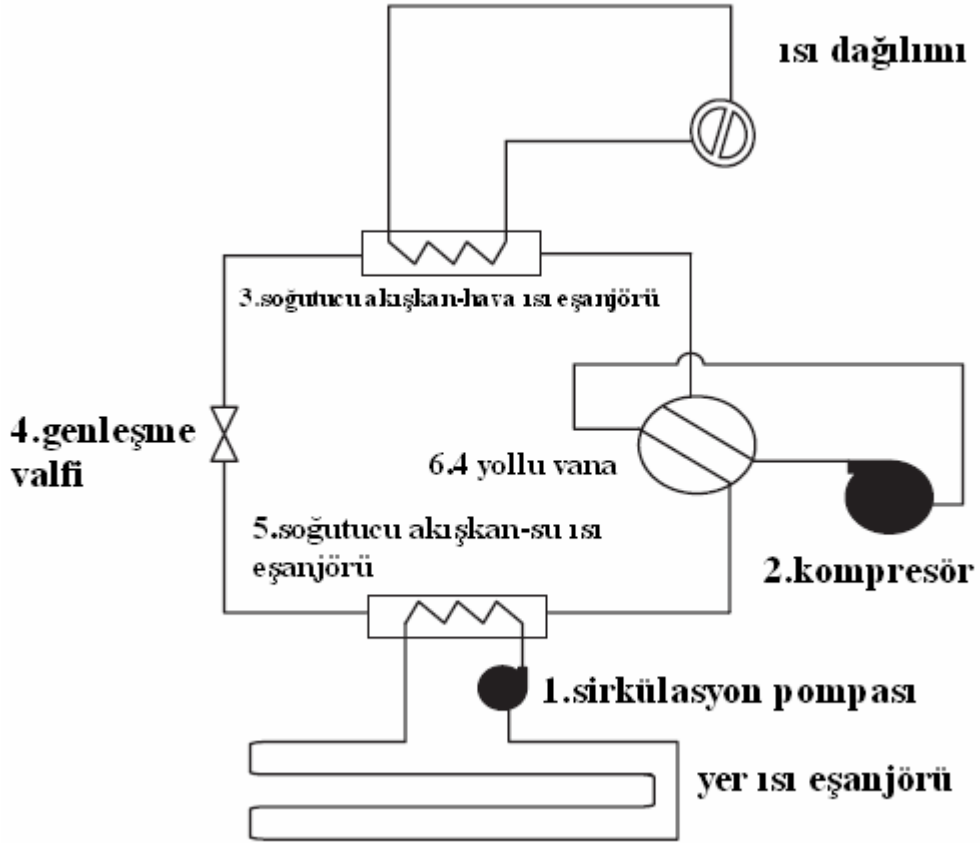 ısı dağılımı
3.soğutucu akışkan-hava ısı eşanjörü
4.genleşme
valfi
6.4 yollu vana
5.soğutucu akışkan-su ısı
eşanjörü
2.kompresör
1.sirkülasyon pompası
yer ısı eşanjörü